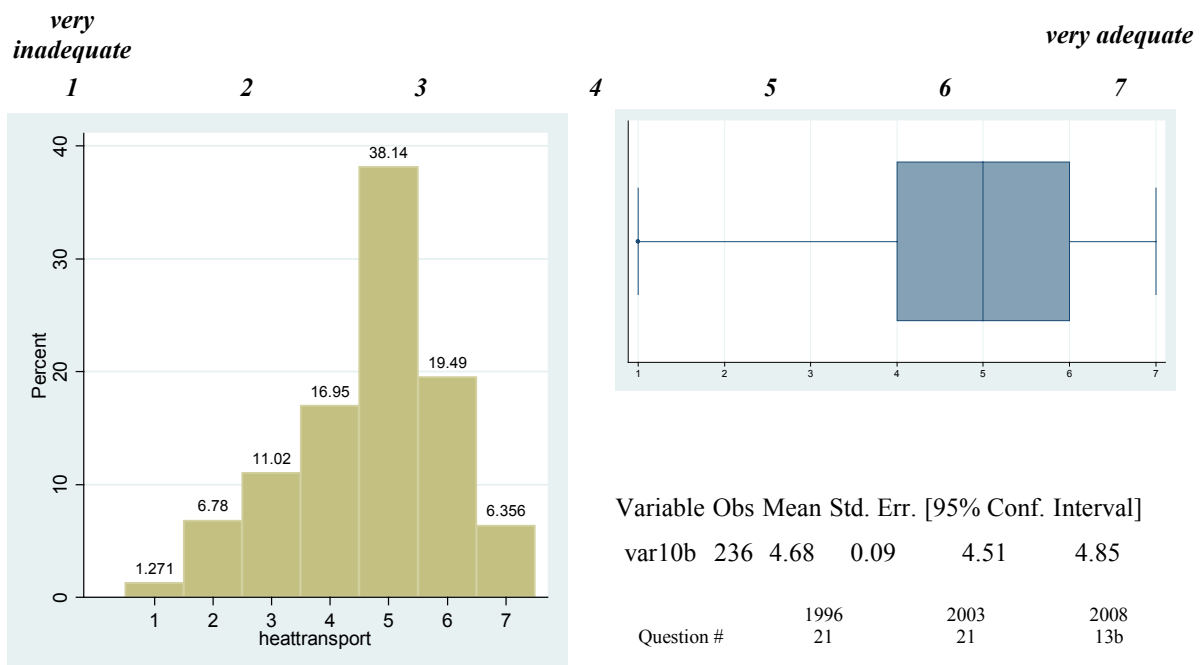 very
inadequate
very adequate
1 2 3 4 5 6 7
40
30
20
10
0
Percent
1.271
6.78
11.02
16.95
38.14
19.49
6.356
1 2 3 4 5 6 7
heattransport
1 2 3 4 5 6 7
Variable Obs Mean Std. Err. [95% Conf. Interval]
var10b 236 4.68 0.09 4.51 4.85
1996 2003 2008
Question # 21 21 13b